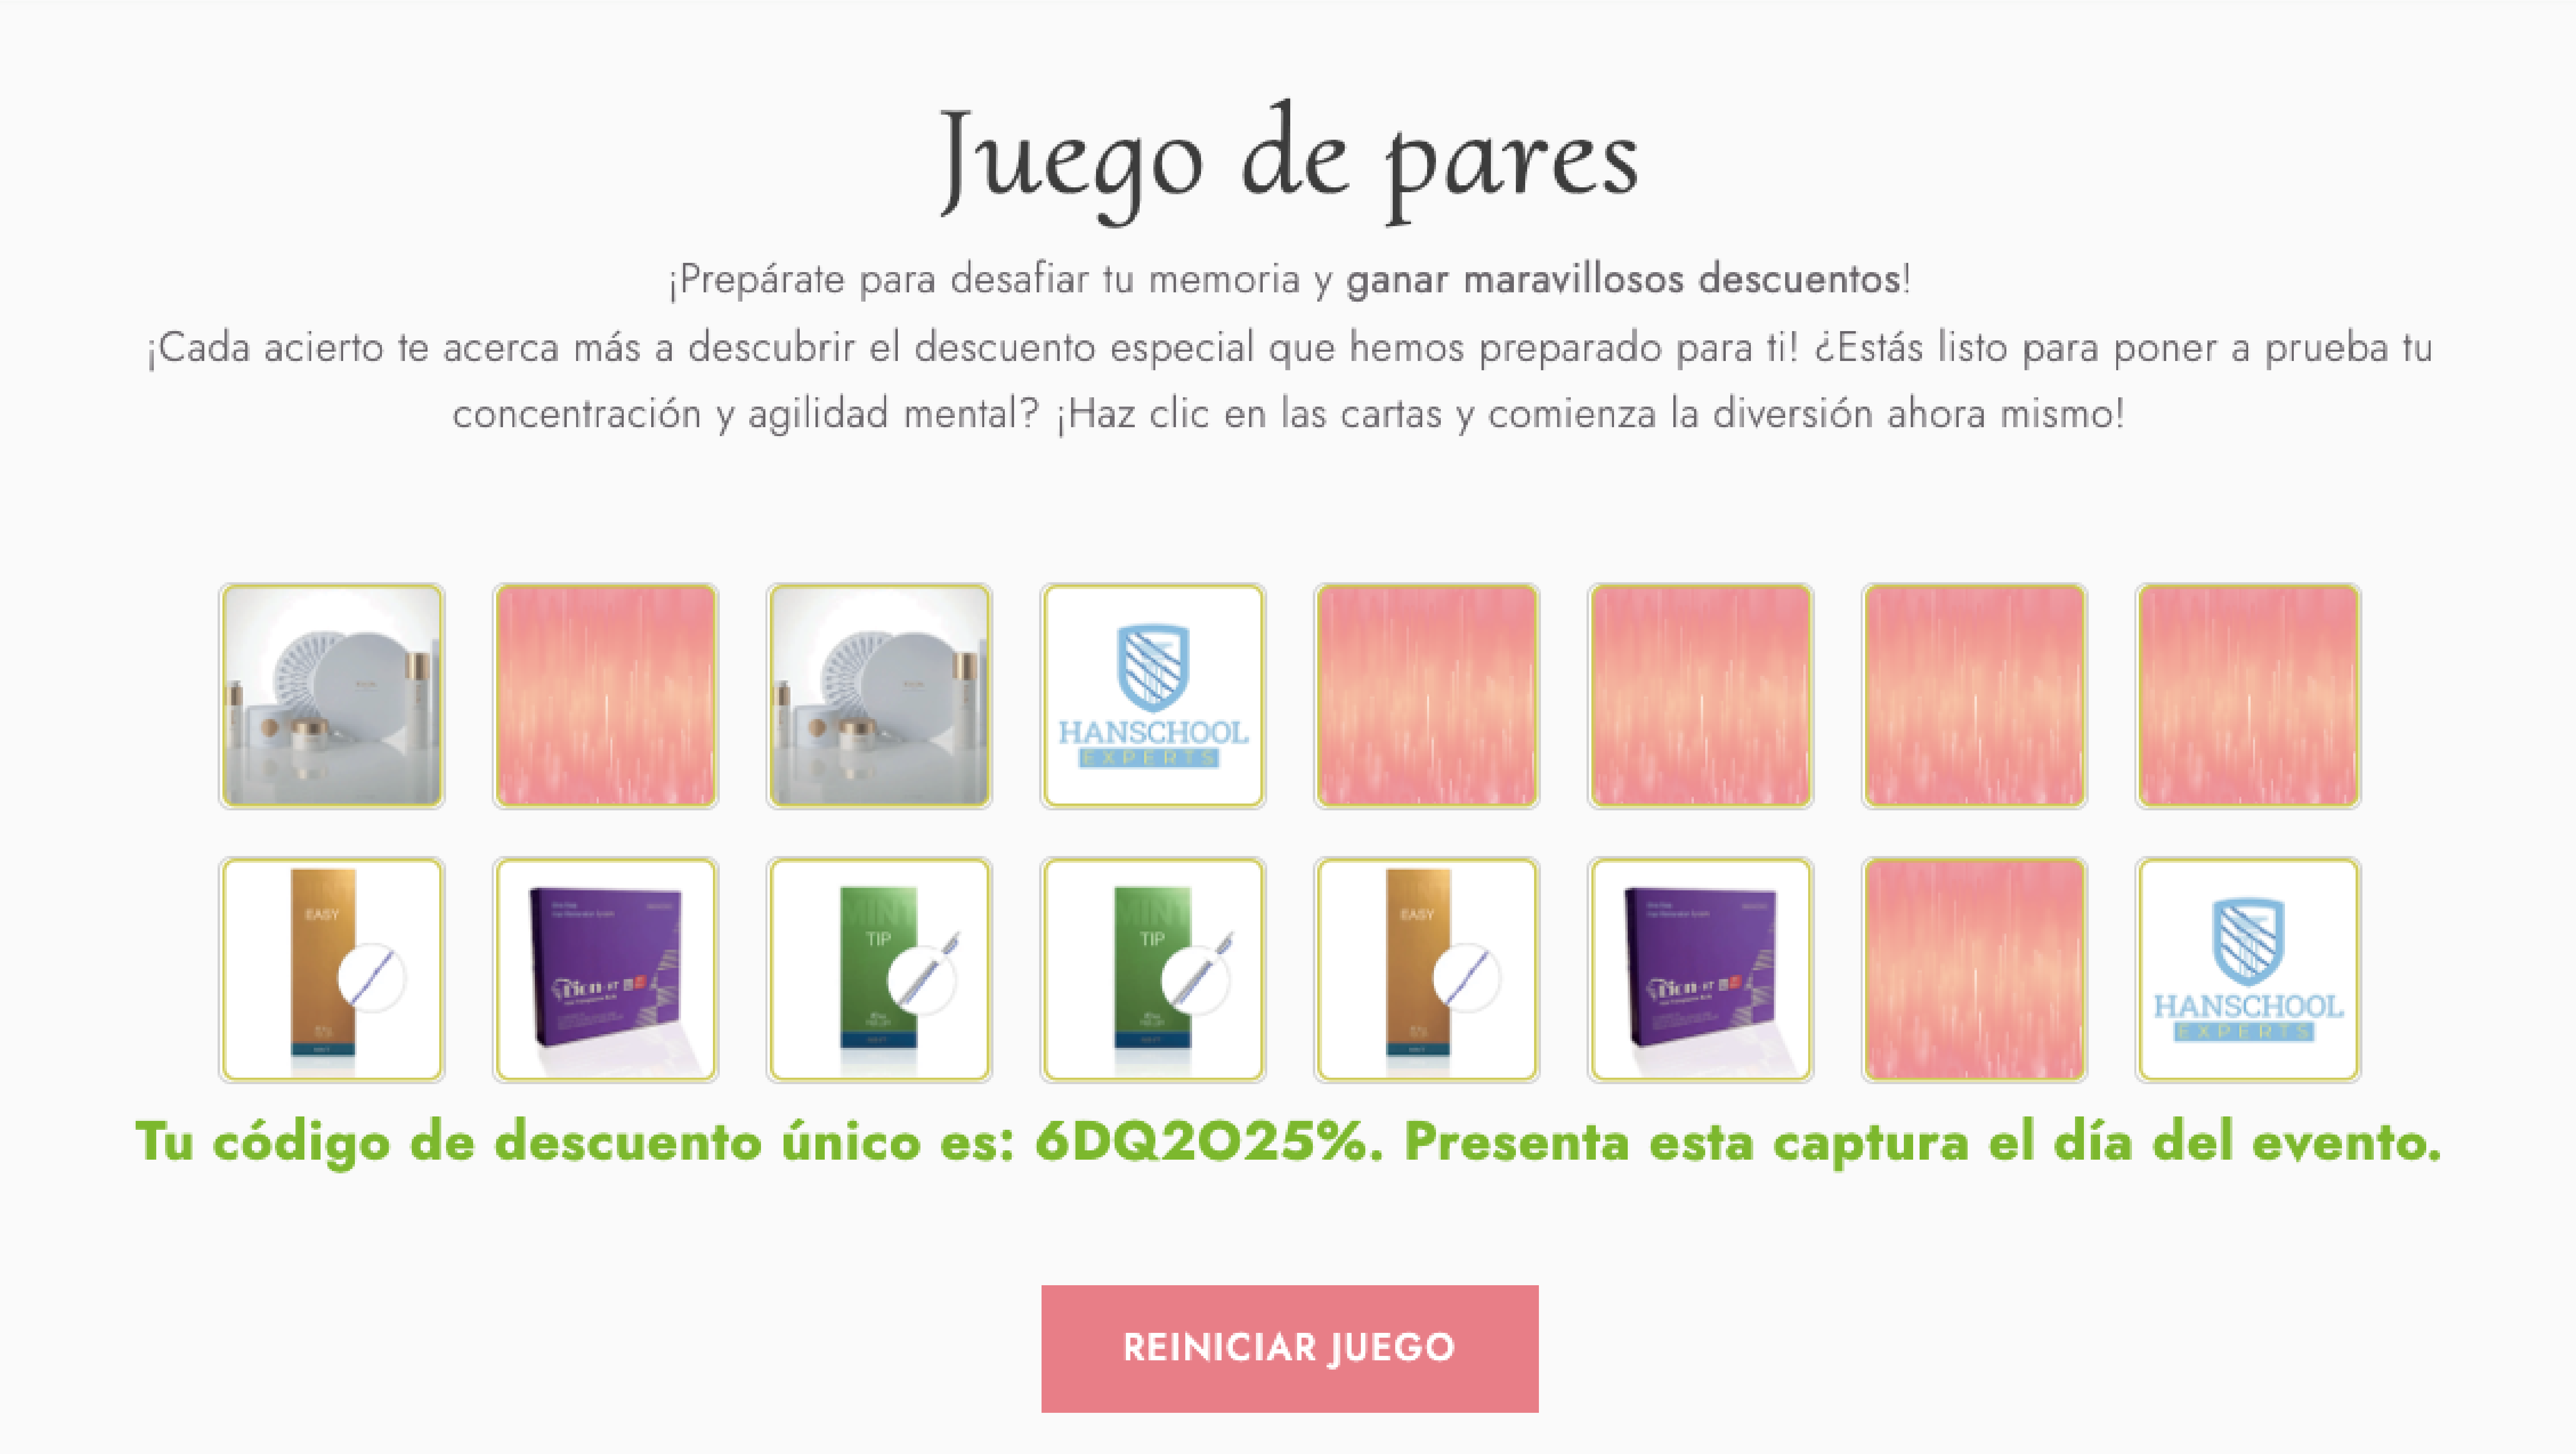 Juego de pares
¡Prepárate para desafiar tu memoria y ganar maravillosos descuentos!
¡Cada acierto te acerca más a descubrir el descuento especial que hemos preparado para ti! ¿Estás listo para poner a prueba tu
concentración y agilidad mental? ¡Haz clic en las cartas y comienza la diversión ahora mismo!
HANSCHOOL
EXPERTS
EASY
MINT
TIP
MINT
TIP
EASY
HANSCHOOL
EXPERTS
Tu código de descuento único es: 6DQ2O25%. Presenta esta captura el día del evento.
REINICIAR JUEGO